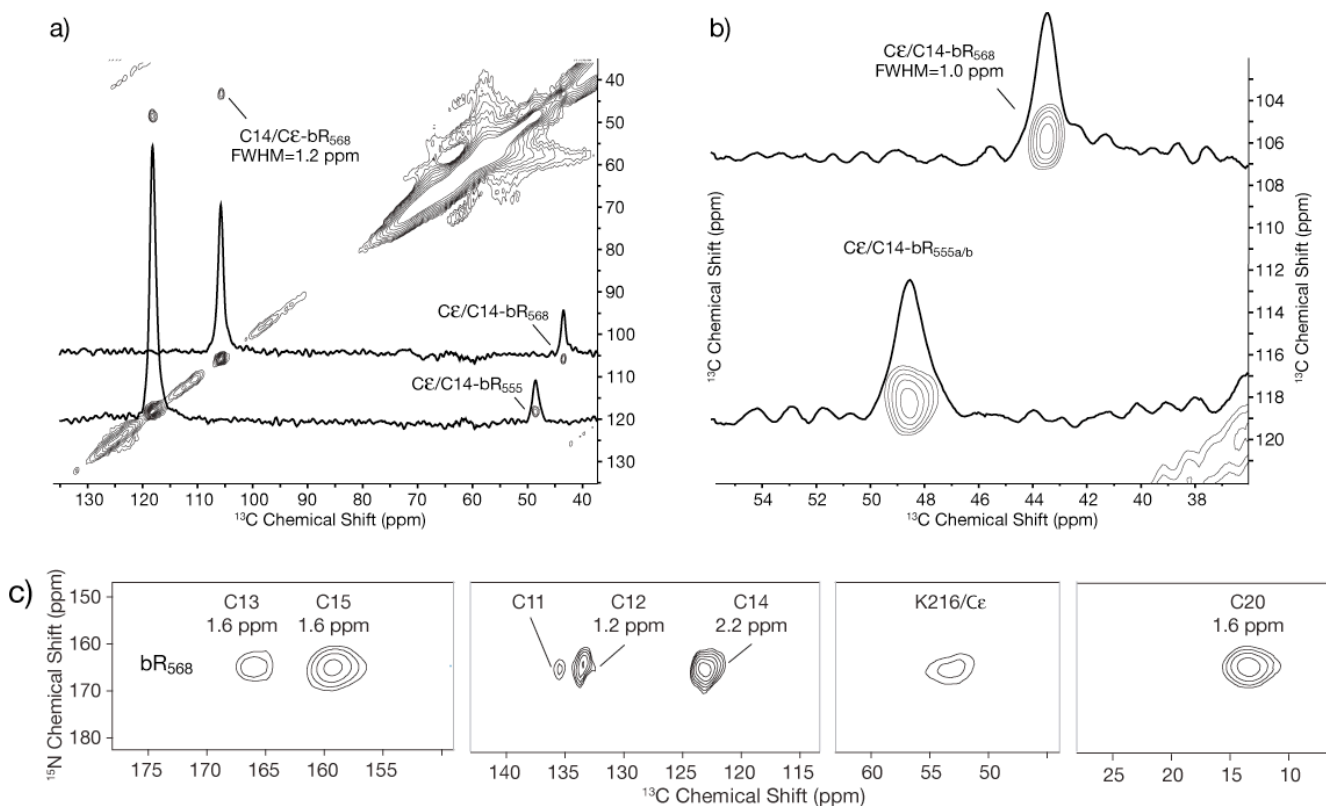 a)
C14/Cε-bR568
FWHM=1.2 ppm
Cε/C14-bR568
Cε/C14-bR555
40
50
60
70
80
90
100
110
120
130
130 120 110 100 90 80 70 60 50 40
13C Chemical Shift (ppm)
b)
Cε/C14-bR568
FWHM=1.0 ppm
Cε/C14-bR555a/b
13C Chemical Shift (ppm)
104
106
108
110
112
114
116
118
120
13C Chemical Shift (ppm)
54 52 50 48 46 44 42 40 38
13C Chemical Shift (ppm)
c)
15N Chemical Shift (ppm)
150
160
170
180
bR568
C13
1.6 ppm
C15
1.6 ppm
175 170 165 160 155
C11
C12
1.2 ppm
C14
2.2 ppm
140 135 130 125 120 115
K216/Cε
60 50
C20
1.6 ppm
25 20 15 10
13C Chemical Shift (ppm)